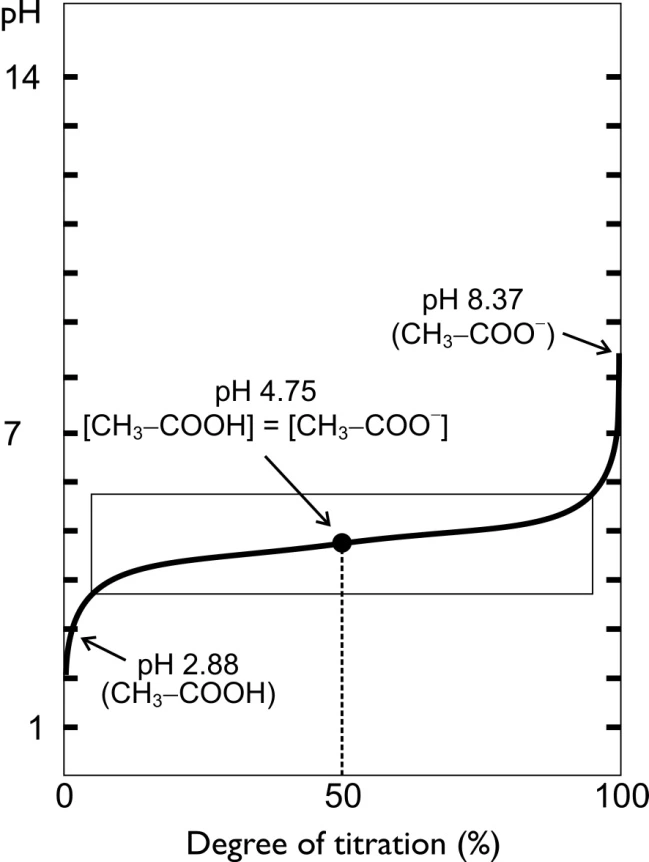 pH
14
pH 8.37
(CH₃–COO⁻)
pH 4.75
7
[CH₃–COOH] = [CH₃–COO⁻]
pH 2.88
(CH₃–COOH)
1
0 50 100
Degree of titration (%)